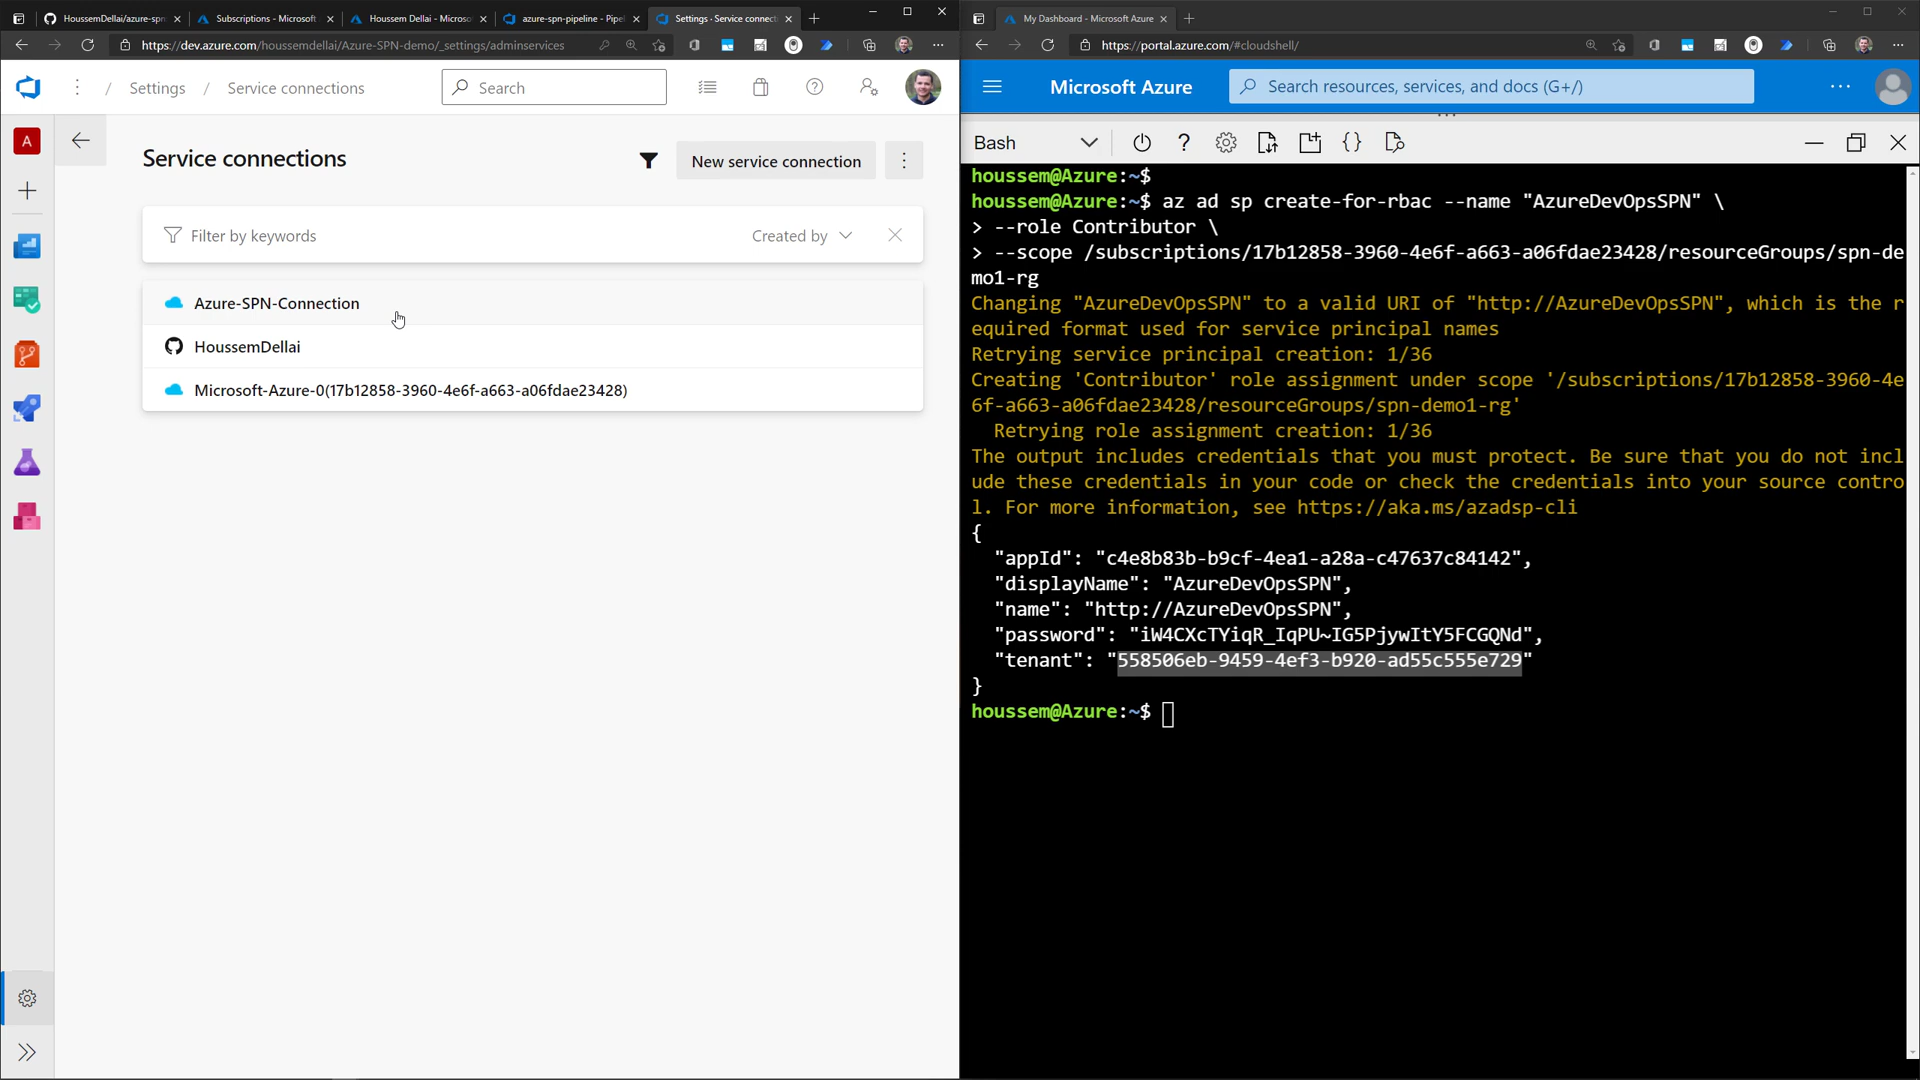 HoussemDellai/azure-spn
Subscriptions - Microsoft
Houssem Dellai - Microso
azure-spn-pipeline - Pipel
Settings · Service connect
https://dev.azure.com/houssemdellai/Azure-SPN-demo/_settings/adminservices
/ Settings / Service connections
Search
A
Service connections
New service connection
Filter by keywords
Created by
Azure-SPN-Connection
HoussemDellai
Microsoft-Azure-0(17b12858-3960-4e6f-a663-a06fdae23428)
My Dashboard - Microsoft Azure
https://portal.azure.com/#cloudshell/
Microsoft Azure
Search resources, services, and docs (G+/)
Bash
houssem@Azure:~$
houssem@Azure:~$ az ad sp create-for-rbac --name "AzureDevOpsSPN" \
> --role Contributor \
> --scope /subscriptions/17b12858-3960-4e6f-a663-a06fdae23428/resourceGroups/spn-de
mo1-rg
Changing "AzureDevOpsSPN" to a valid URI of "http://AzureDevOpsSPN", which is the r
equired format used for service principal names
Retrying service principal creation: 1/36
Creating 'Contributor' role assignment under scope '/subscriptions/17b12858-3960-4e
6f-a663-a06fdae23428/resourceGroups/spn-demo1-rg'
Retrying role assignment creation: 1/36
The output includes credentials that you must protect. Be sure that you do not incl
ude these credentials in your code or check the credentials into your source contro
l. For more information, see https://aka.ms/azadsp-cli
{
"appId": "c4e8b83b-b9cf-4ea1-a28a-c47637c84142",
"displayName": "AzureDevOpsSPN",
"name": "http://AzureDevOpsSPN",
"password": "iW4CXcTYiqR_IqPU~IG5PjywItY5FCGQNd",
"tenant": "558506eb-9459-4ef3-b920-ad55c555e729"
}
houssem@Azure:~$